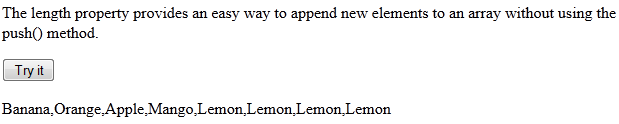 The length property provides an easy way to append new elements to an array without using the
push() method.
Try it
Banana,Orange,Apple,Mango,Lemon,Lemon,Lemon,Lemon